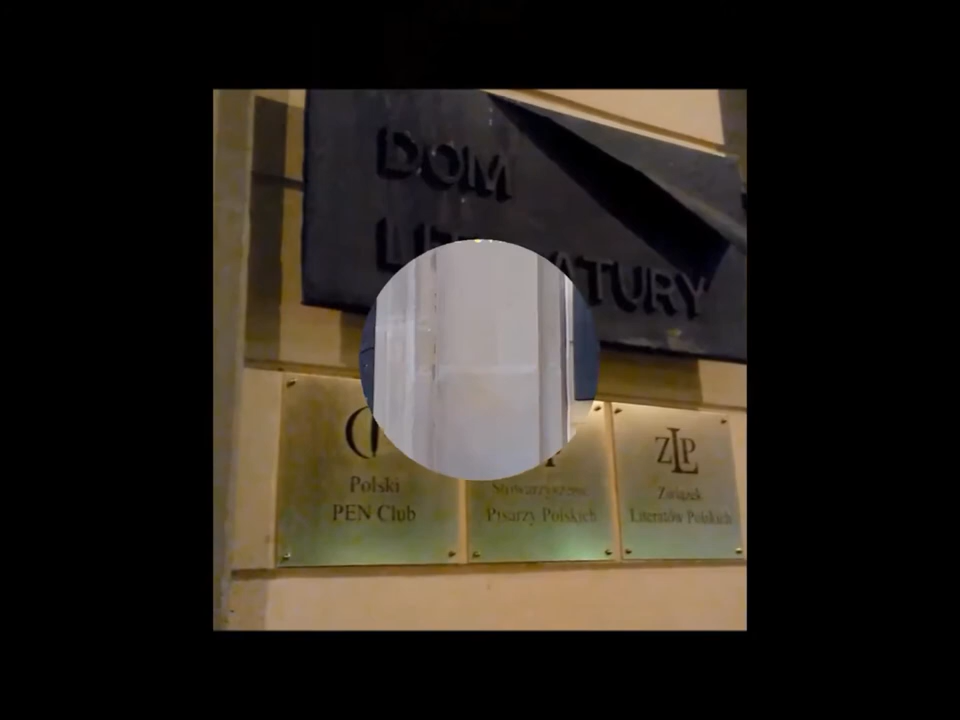 DOM
ATURY
Polski
PEN Club
Stowarzyszenie
Pisarzy Polskich
ZLP
Związek
Literatów Polskich